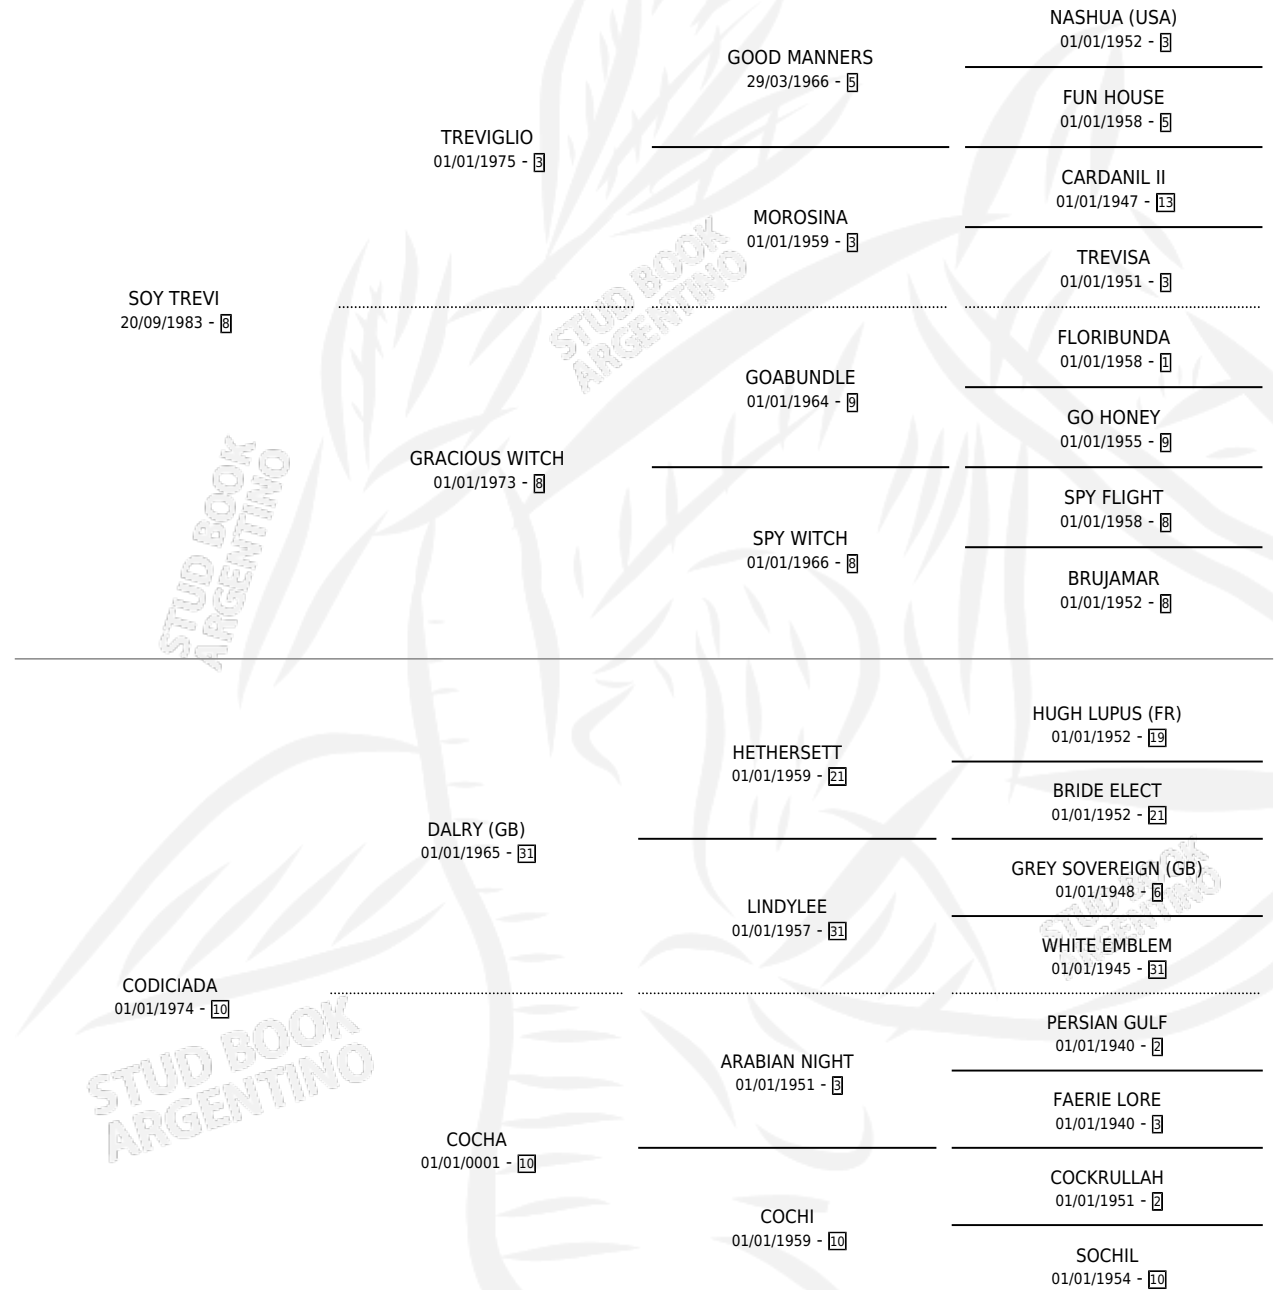 NASHUA (USA)
01/01/1952 - 3
GOOD MANNERS
29/03/1966 - 5
FUN HOUSE
01/01/1958 - 5
TREVIGLIO
01/01/1975 - 3
CARDANIL II
01/01/1947 - 13
MOROSINA
01/01/1959 - 3
TREVISA
01/01/1951 - 3
SOY TREVI
20/09/1983 - 8
STUD BOOK
ARGENTINO
FLORIBUNDA
01/01/1958 - 1
GOABUNDLE
01/01/1964 - 9
GO HONEY
01/01/1955 - 9
GRACIOUS WITCH
01/01/1973 - 8
STUD BOOK
ARGENTINO
SPY FLIGHT
01/01/1958 - 8
SPY WITCH
01/01/1966 - 8
BRUJAMAR
01/01/1952 - 8
HUGH LUPUS (FR)
01/01/1952 - 19
HETHERSETT
01/01/1959 - 21
BRIDE ELECT
01/01/1952 - 21
DALRY (GB)
01/01/1965 - 31
GREY SOVEREIGN (GB)
01/01/1948 - 6
STUD BOOK
ARGENTINO
LINDYLEE
01/01/1957 - 31
WHITE EMBLEM
01/01/1945 - 31
CODICIADA
01/01/1974 - 10
STUD BOOK
ARGENTINO
PERSIAN GULF
01/01/1940 - 2
ARABIAN NIGHT
01/01/1951 - 3
FAERIE LORE
01/01/1940 - 3
COCHA
01/01/0001 - 10
COCKRULLAH
01/01/1951 - 2
COCHI
01/01/1959 - 10
SOCHIL
01/01/1954 - 10